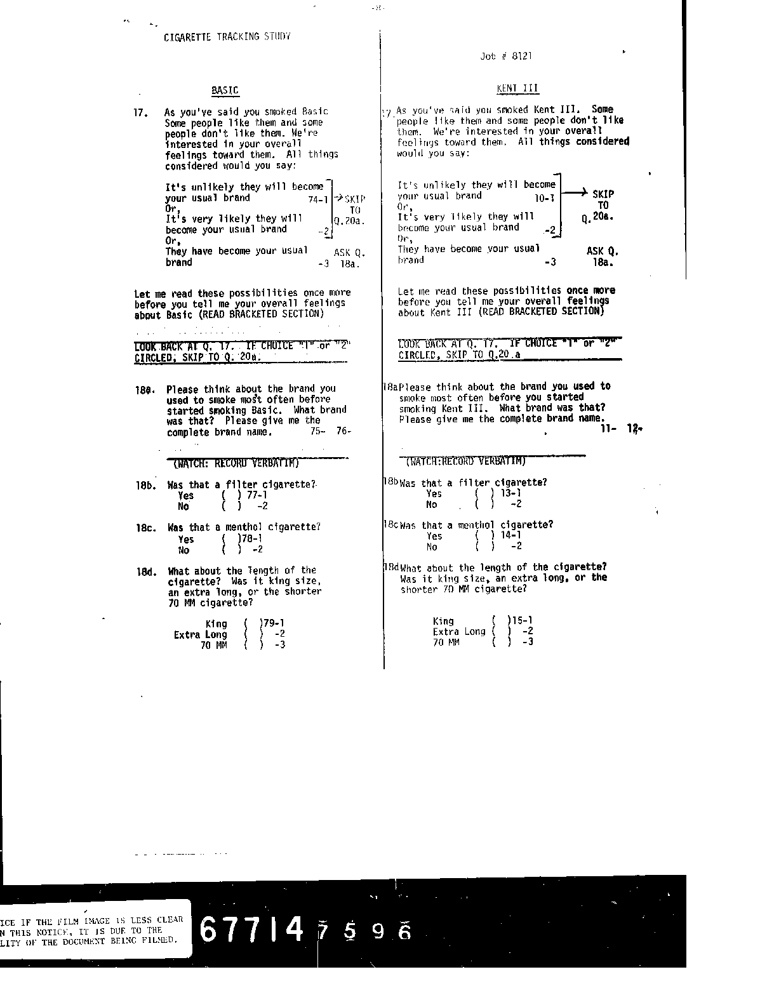 CIGARETTE TRACKING STUDY
Job # 8121
BASIC
17. As you've said you smoked Basic
Some people like them and some
people don't like them. We're
interested in your overall
feelings toward them. All things
considered would you say:
It's unlikely they will become
your usual brand 74-1 → SKIP
Or, TO
It's very likely they will Q.20a.
become your usual brand -2
Or,
They have become your usual ASK Q.
brand -3 18a.
Let me read these possibilities once more
before you tell me your overall feelings
about Basic (READ BRACKETED SECTION)
LOOK BACK AT Q. 17. IF CHOICE "1" or "2"
CIRCLED, SKIP TO Q. 20a.
18a. Please think about the brand you
used to smoke most often before you
started smoking Basic. What brand
was that? Please give me the
complete brand name. 75- 76-
(WATCH: RECORD VERBATIM)
18b. Was that a filter cigarette?
Yes ( ) 77-1
No ( ) -2
18c. Was that a menthol cigarette?
Yes ( )78-1
No ( ) -2
18d. What about the length of the
cigarette? Was it king size,
an extra long, or the shorter
70 MM cigarette?
King ( )79-1
Extra Long ( ) -2
70 MM ( ) -3
KENT III
17. As you've said you smoked Kent III. Some
people like them and some people don't like
them. We're interested in your overall
feelings toward them. All things considered
would you say:
It's unlikely they will become
your usual brand 10-1 → SKIP
Or, TO
It's very likely they will Q.20a.
become your usual brand -2
Or,
They have become your usual ASK Q.
brand -3 18a.
Let me read these possibilities once more
before you tell me your overall feelings
about Kent III (READ BRACKETED SECTION)
LOOK BACK AT Q. 17. IF CHOICE "1" or "2"
CIRCLED, SKIP TO Q.20.a
18a Please think about the brand you used to
smoke most often before you started
smoking Kent III. What brand was that?
Please give me the complete brand name.
11- 12-
(WATCH:RECORD VERBATIM)
18b Was that a filter cigarette?
Yes ( ) 13-1
No ( ) -2
18c Was that a menthol cigarette?
Yes ( ) 14-1
No ( ) -2
18d What about the length of the cigarette?
Was it king size, an extra long, or the
shorter 70 MM cigarette?
King ( )15-1
Extra Long ( ) -2
70 MM ( ) -3
ICE IF THE FILM IMAGE IS LESS CLEAR
N THIS NOTICE, IT IS DUE TO THE
LITY OF THE DOCUMENT BEING FILMED.
67714 7596